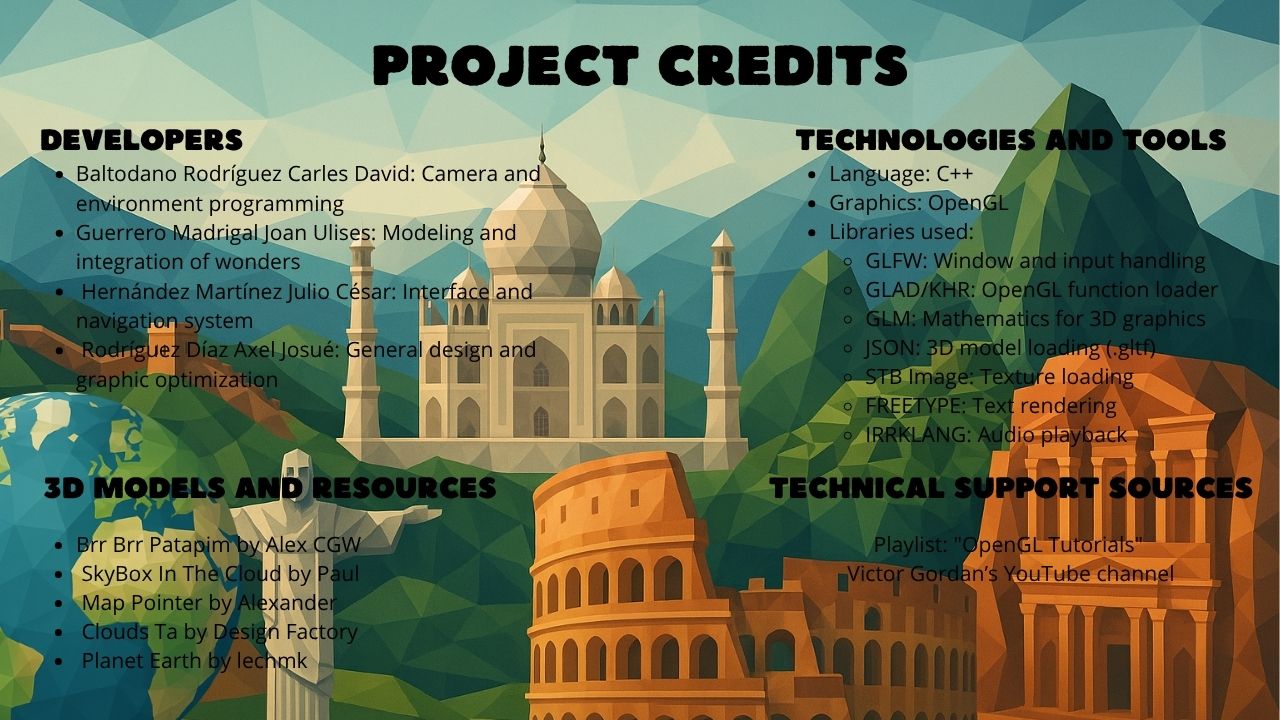 PROJECT CREDITS
DEVELOPERS
• Baltodano Rodríguez Carles David: Camera and
environment programming
• Guerrero Madrigal Joan Ulises: Modeling and
integration of wonders
• Hernández Martínez Julio César: Interface and
navigation system
• Rodríguez Díaz Axel Josué: General design and
graphic optimization
TECHNOLOGIES AND TOOLS
• Language: C++
• Graphics: OpenGL
• Libraries used:
◦ GLFW: Window and input handling
◦ GLAD/KHR: OpenGL function loader
◦ GLM: Mathematics for 3D graphics
◦ JSON: 3D model loading (.gltf)
◦ STB Image: Texture loading
◦ FREETYPE: Text rendering
◦ IRRKLANG: Audio playback
3D MODELS AND RESOURCES
• Brr Brr Patapim by Alex CGW
• SkyBox In The Cloud by Paul
• Map Pointer by Alexander
• Clouds Ta by Design Factory
• Planet Earth by lechmk
TECHNICAL SUPPORT SOURCES
Playlist: "OpenGL Tutorials"
Victor Gordan’s YouTube channel